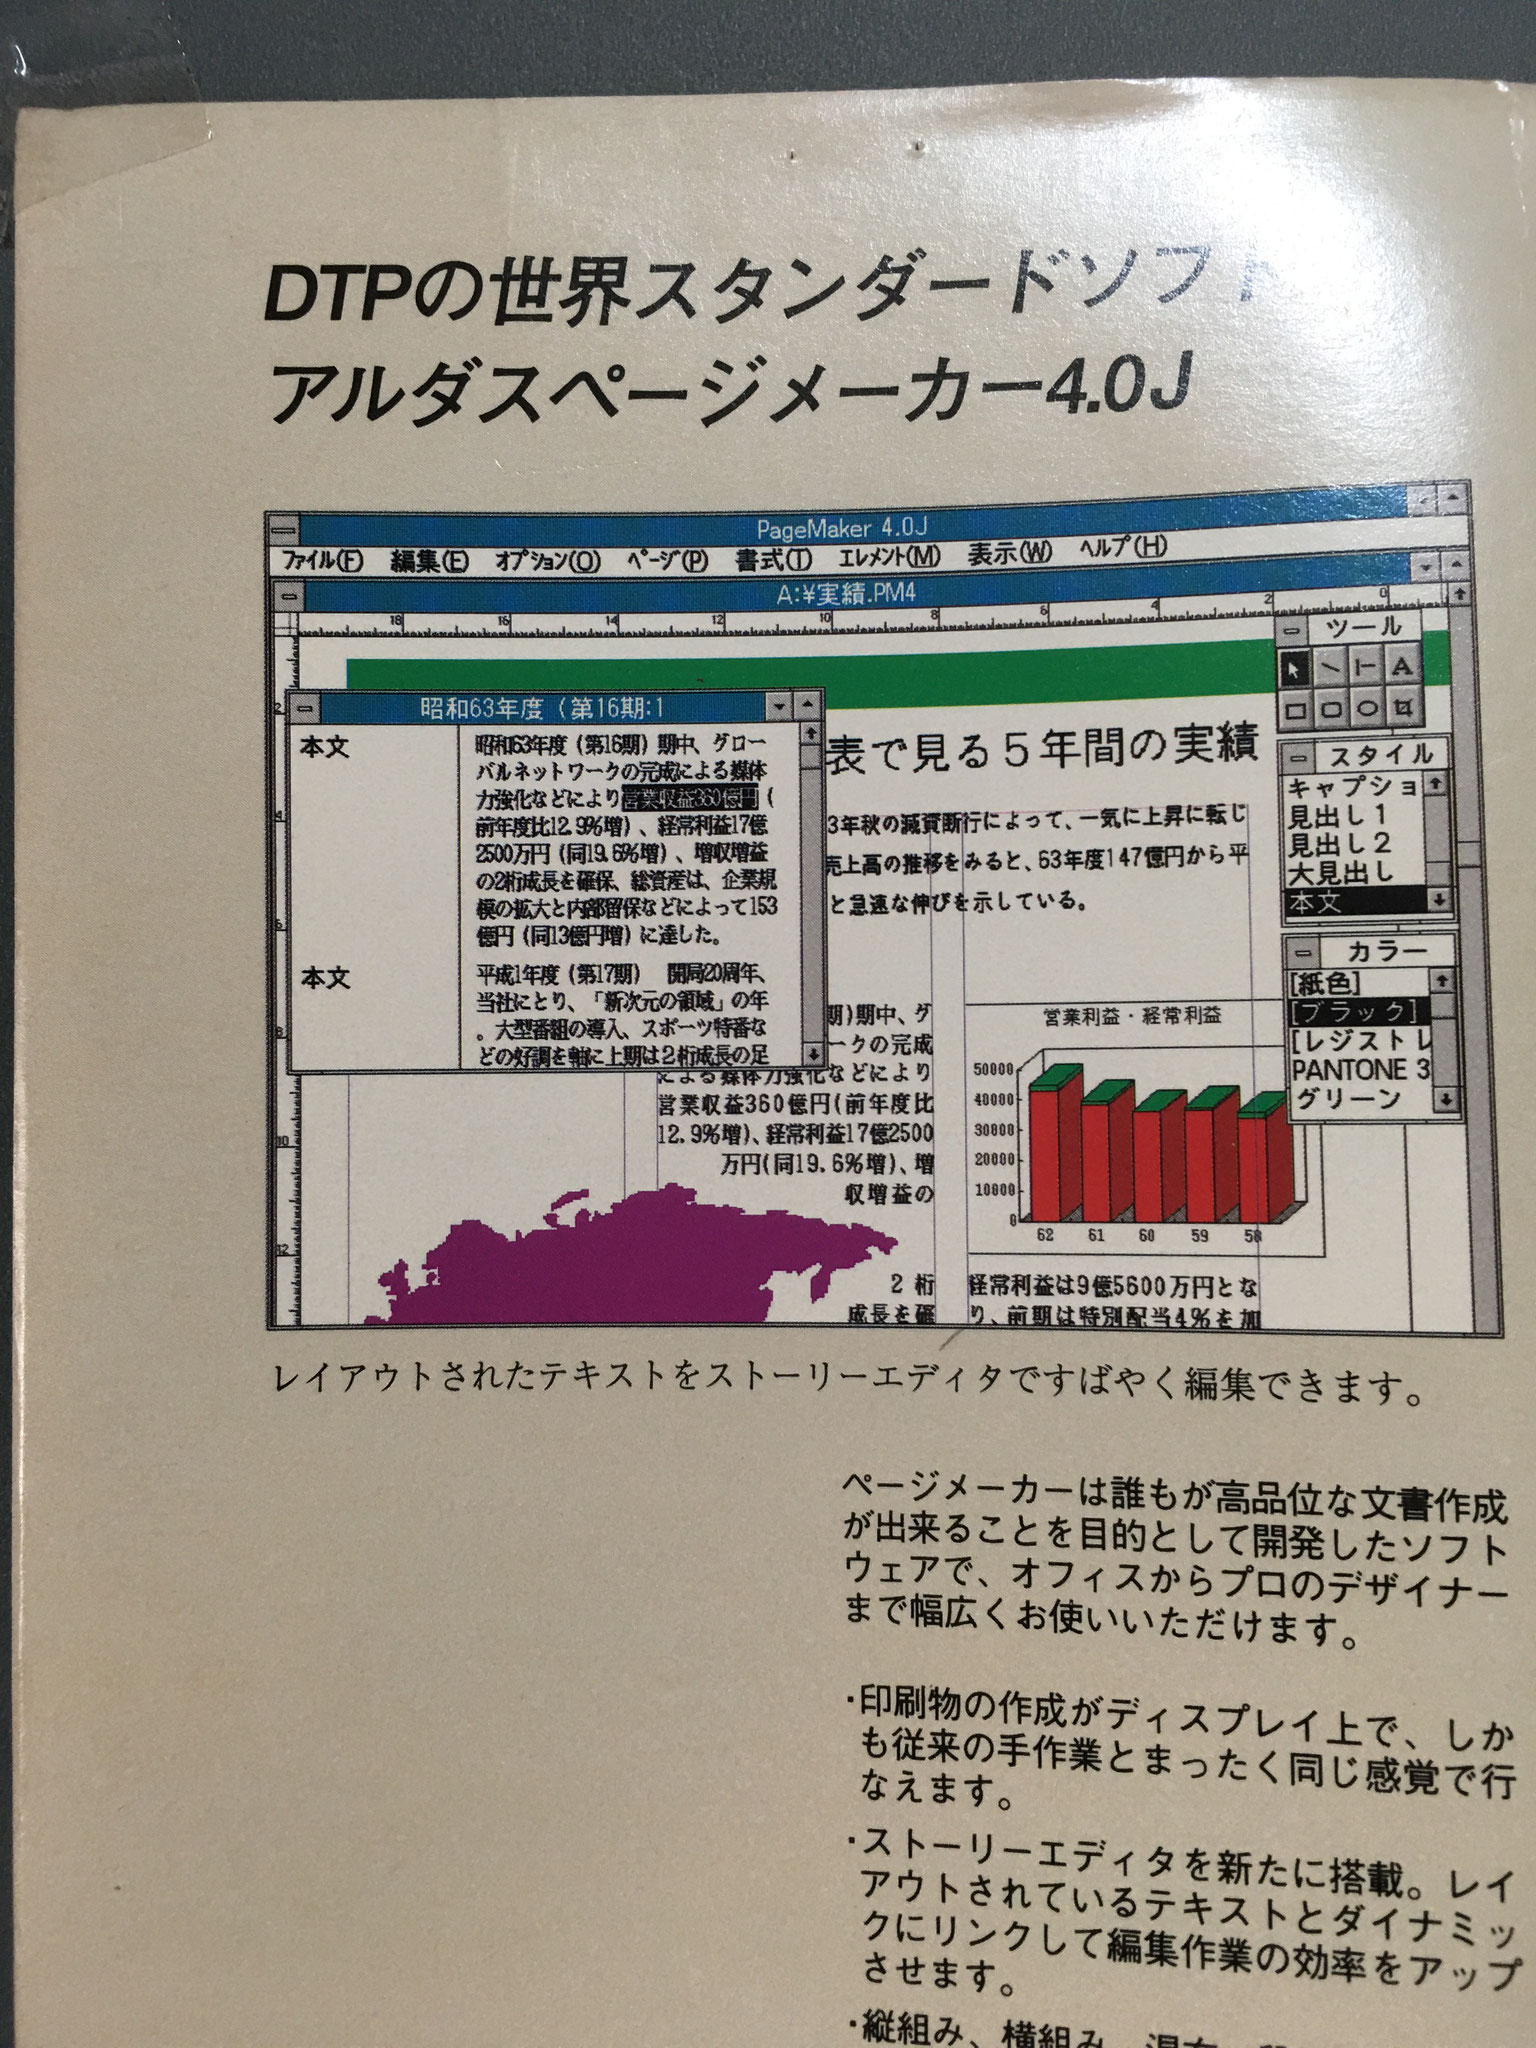 DTPの世界スタンダードソフト
アルダスページメーカー4.0J
PageMaker 4.0J
ファイル(F) 編集(E) オプション(O) ページ(P) 書式(T) エレメント(M) 表示(W) ヘルプ(H)
A:¥実績.PM4
18 16 14 12 10 8 6 4 2 0
2
4
6
8
10
12
昭和63年度（第16期:1
本文
昭和63年度（第16期）期中、グロー
バルネットワークの完成による媒体
力強化などにより営業収益360億円（
前年度比12.9%増）、経常利益17億
2500万円（同19.6%増）、増収増益
の2桁成長を確保、総資産は、企業規
模の拡大と内部留保などによって153
億円（同13億円増）に達した。
本文
平成1年度（第17期） 開局20周年、
当社にとり、「新次元の領域」の年
。大型番組の導入、スポーツ特番な
どの好調を軸に上期は2桁成長の足
表で見る5年間の実績
3年秋の減資断行によって、一気に上昇に転じ
売上高の推移をみると、63年度147億円から平
と急速な伸びを示している。
期)期中、グ
ークの完成
による媒体力強化などにより
営業収益360億円(前年度比
12.9%増)、経常利益17億2500
万円(同19.6%増)、増
収増益の
2桁
成長を確
営業利益・経常利益
50000
40000
30000
20000
10000
0
62 61 60 59 58
経常利益は9億5600万円とな
り、前期は特別配当4%を加
ツール
A
スタイル
キャプショ
見出し1
見出し2
大見出し
本文
カラー
[紙色]
[ブラック]
[レジストレ
PANTONE 3
グリーン
レイアウトされたテキストをストーリーエディタですばやく編集できます。
ページメーカーは誰もが高品位な文書作成
が出来ることを目的として開発したソフト
ウェアで、オフィスからプロのデザイナー
まで幅広くお使いいただけます。
・印刷物の作成がディスプレイ上で、しか
も従来の手作業とまったく同じ感覚で行
なえます。
・ストーリーエディタを新たに搭載。レイ
アウトされているテキストとダイナミッ
クにリンクして編集作業の効率をアップ
させます。
・縦組み、横組み、混在